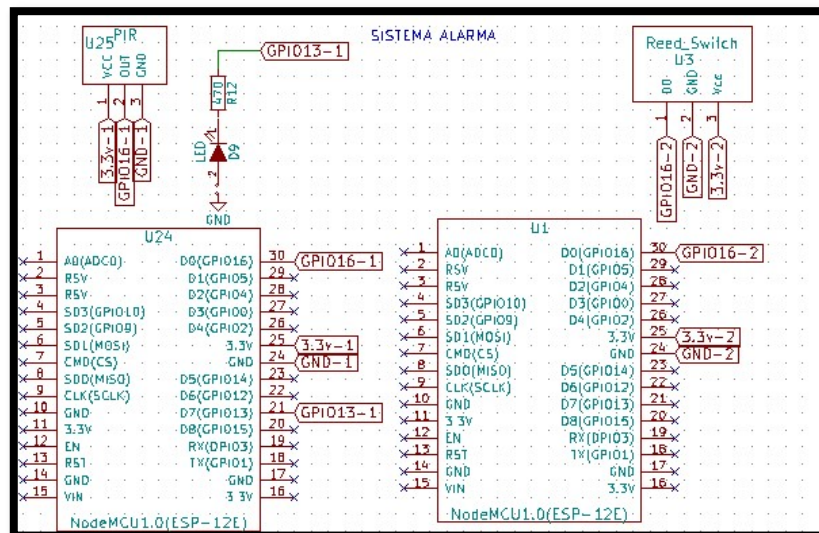 SISTEMA ALARMA
PIR
U25
VCC
OUT
GND
1
2
3
3.3v-1
GPIO16-1
GND-1
GPIO13-1
470
R12
LED
D9
2
GND
Reed_Switch
U3
DO
GND
Vcc
1
2
3
GPIO16-2
GND-2
3.3v-2
U24
1 A0(ADC0) D0(GPIO16) 30 GPIO16-1
2 RSV D1(GPIO5) 29
3 RSV D2(GPIO4) 28
4 SD3(GPIO10) D3(GPIO0) 27
5 SD2(GPIO9) D4(GPIO2) 26
6 SD1(MOSI) 3.3V 25 3.3v-1
7 CMD(CS) GND 24 GND-1
8 SDO(MISO) D5(GPIO14) 23
9 CLK(SCLK) D6(GPIO12) 22
10 GND D7(GPIO13) 21 GPIO13-1
11 3.3V D8(GPIO15) 20
12 EN RX(DPIO3) 19
13 RST TX(GPIO1) 18
14 GND GND 17
15 VIN 3.3V 16
NodeMCU1.0(ESP-12E)
U1
1 A0(ADC0) D0(GPIO16) 30 GPIO16-2
2 RSV D1(GPIO5) 29
3 RSV D2(GPIO4) 28
4 SD3(GPIO10) D3(GPIO0) 27
5 SD2(GPIO9) D4(GPIO2) 26
6 SD1(MOSI) 3.3V 25 3.3v-2
7 CMD(CS) GND 24 GND-2
8 SDO(MISO) D5(GPIO14) 23
9 CLK(SCLK) D6(GPIO12) 22
10 GND D7(GPIO13) 21
11 3.3V D8(GPIO15) 20
12 EN RX(DPIO3) 19
13 RST TX(GPIO1) 18
14 GND GND 17
15 VIN 3.3V 16
NodeMCU1.0(ESP-12E)